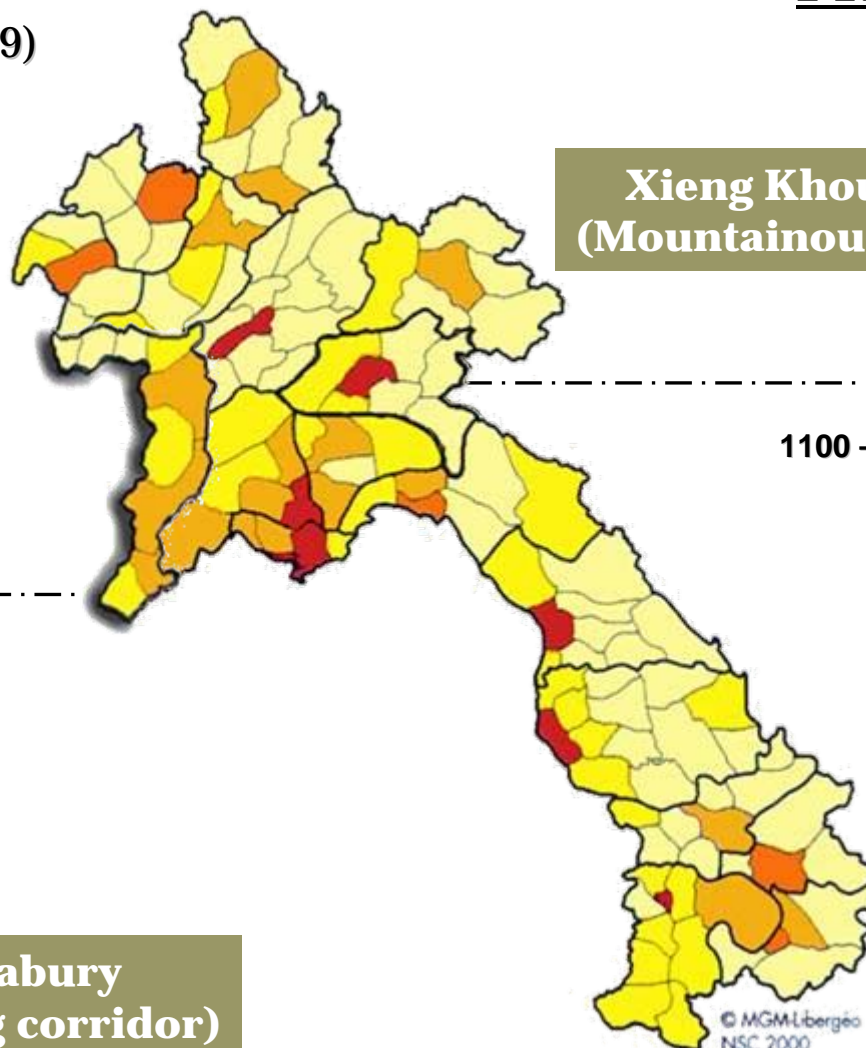 9)
Xieng Khou
(Mountainou
1100 -
abury
g corridor)
© MGM-Libergéo
NSC 2000